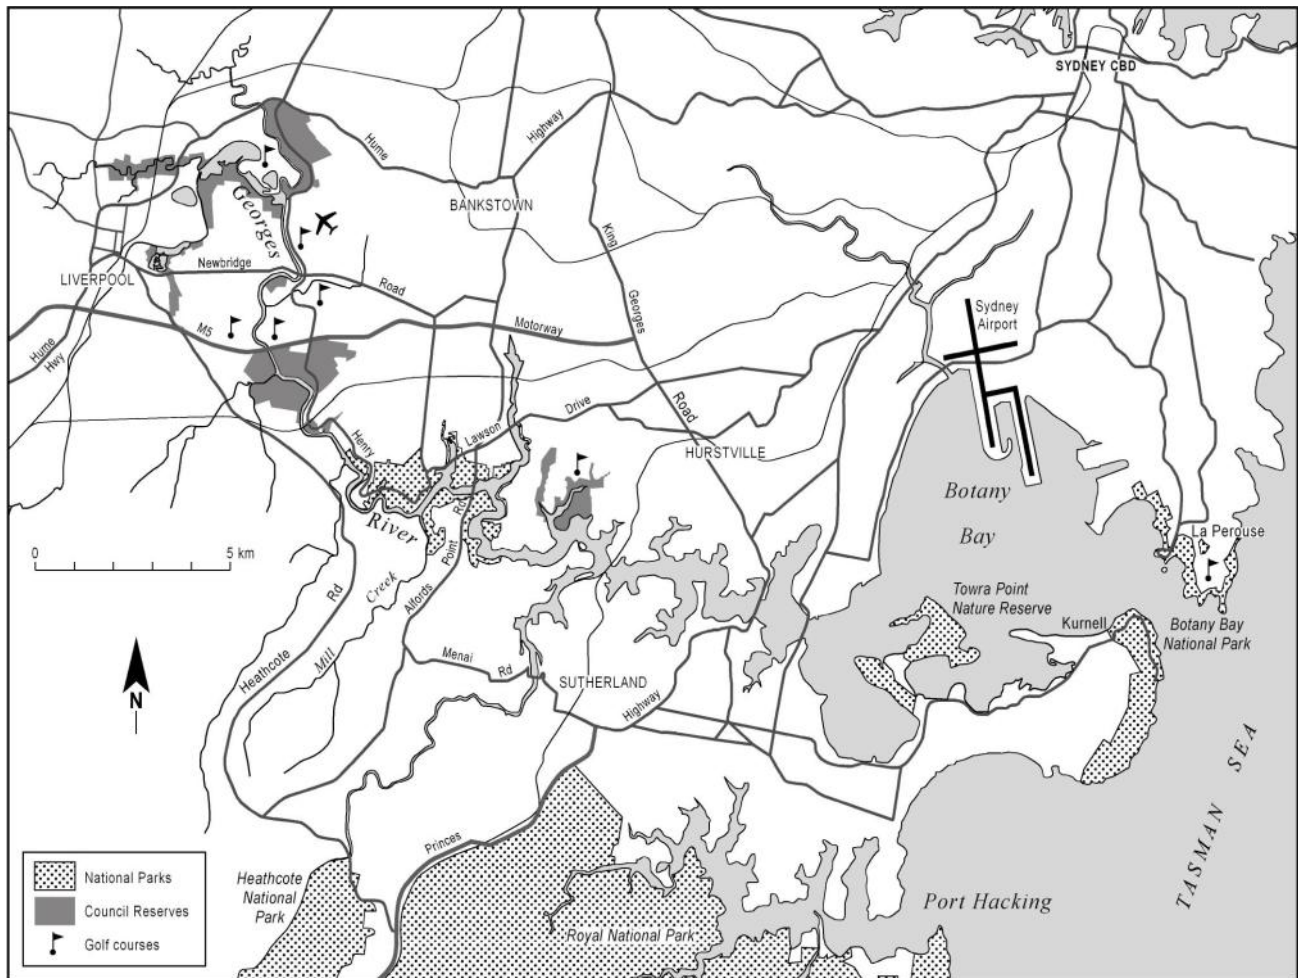 SYDNEY CBD
Hume
Highway
BANKSTOWN
Georges
King
Georges
Road
Newbridge
Road
LIVERPOOL
M5
Motorway
Hume
Hwy
Sydney
Airport
Henry
Lawson
Drive
HURSTVILLE
Botany
Bay
River
Rd
Point
Alfords
La Perouse
0
5 km
Creek
Mill
Rd
Heathcote
Towra Point
Nature Reserve
Kurnell
Botany Bay
National Park
Menai
Rd
SUTHERLAND
Highway
Princes
N
TASMAN SEA
National Parks
Council Reserves
Golf courses
Heathcote
National
Park
Royal National Park
Port Hacking